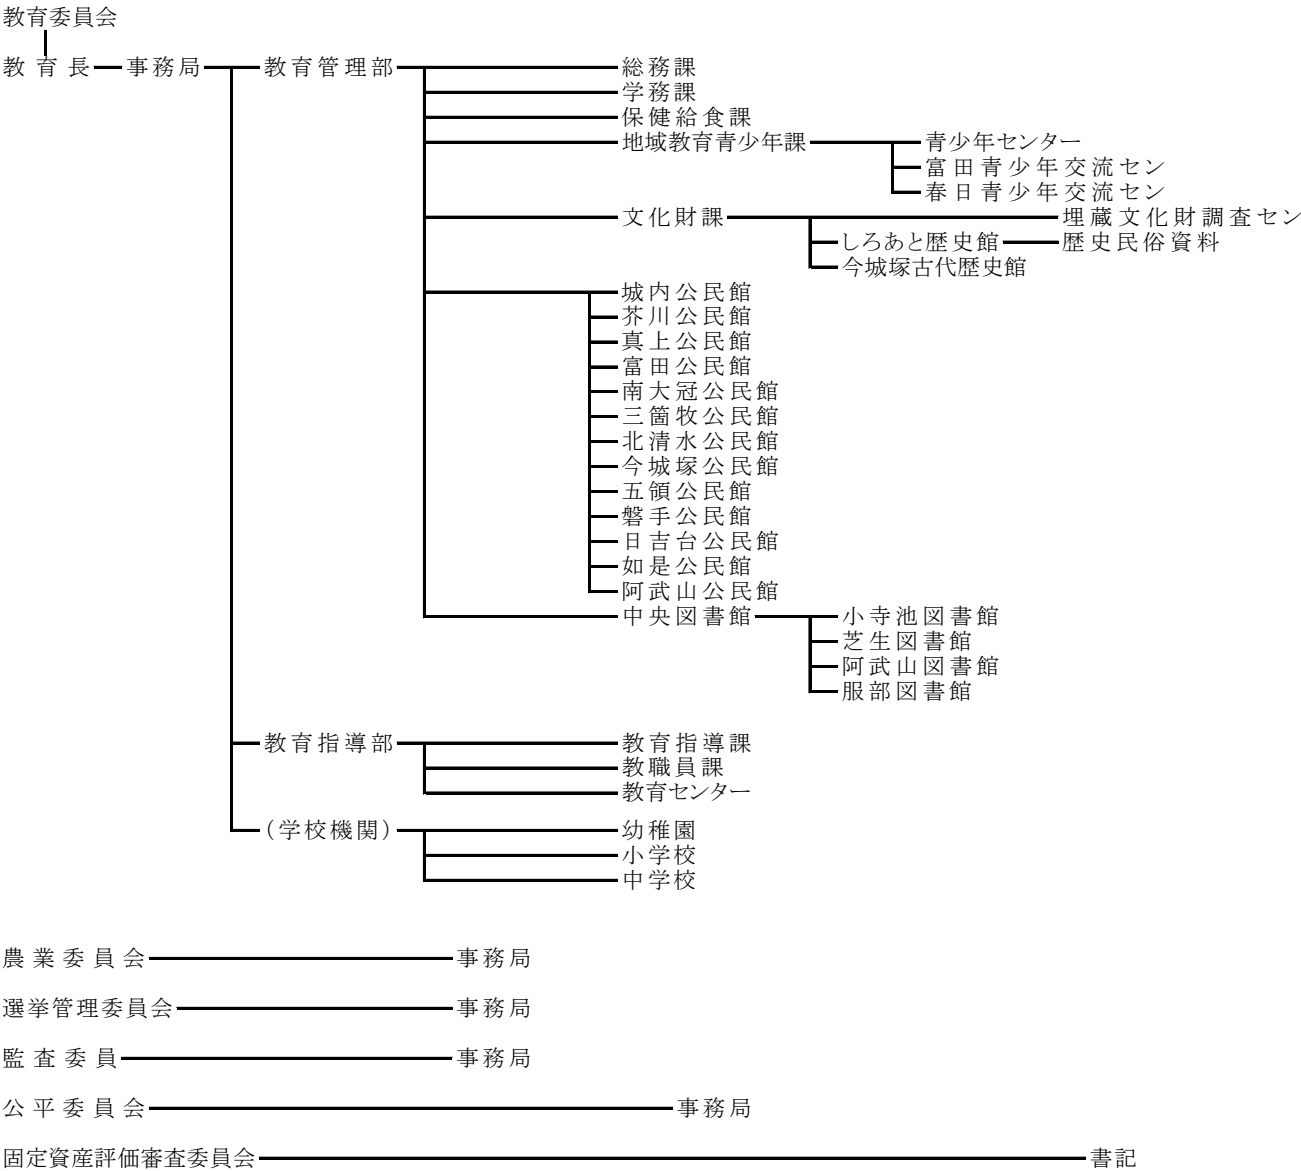 教育委員会
教育長 事務局 教育管理部 総務課
学務課
保健給食課
地域教育青少年課 青少年センター
富田青少年交流セン
春日青少年交流セン
文化財課 埋蔵文化財調査セン
しろあと歴史館 歴史民俗資料
今城塚古代歴史館
城内公民館
芥川公民館
真上公民館
富田公民館
南大冠公民館
三箇牧公民館
北清水公民館
今城塚公民館
五領公民館
磐手公民館
日吉台公民館
如是公民館
阿武山公民館
中央図書館 小寺池図書館
芝生図書館
阿武山図書館
服部図書館
教育指導部 教育指導課
教職員課
教育センター
(学校機関) 幼稚園
小学校
中学校
農業委員会 事務局
選挙管理委員会 事務局
監査委員 事務局
公平委員会 事務局
固定資産評価審査委員会 書記